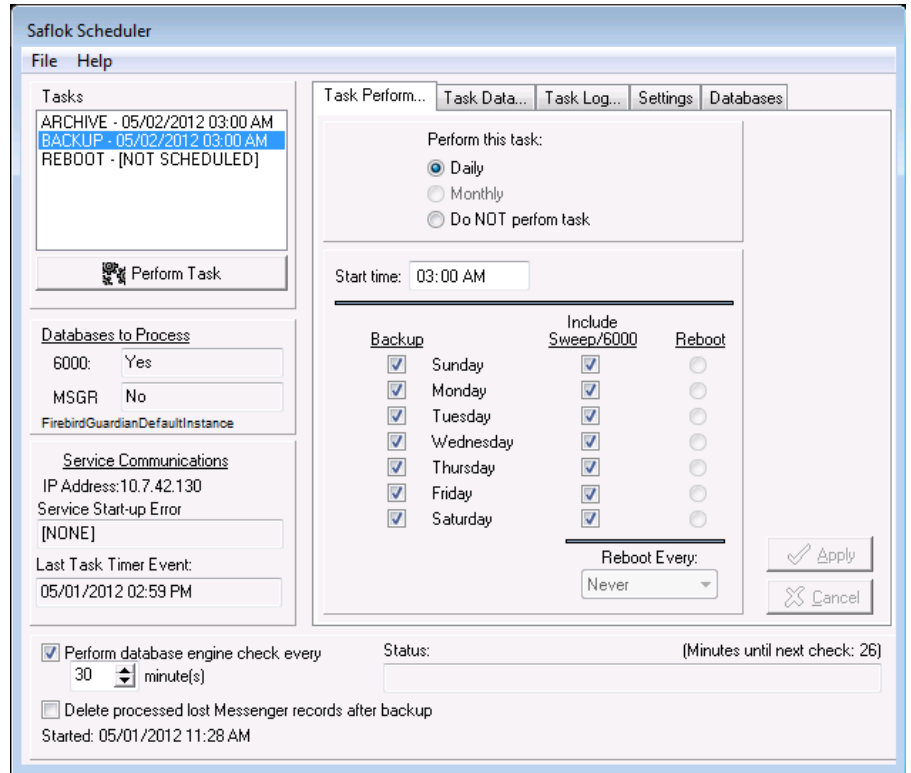 Saflok Scheduler
File Help
Tasks
ARCHIVE - 05/02/2012 03:00 AM
BACKUP - 05/02/2012 03:00 AM
REBOOT - [NOT SCHEDULED]
Perform Task
Databases to Process
6000: Yes
MSGR No
FirebirdGuardianDefaultInstance
Service Communications
IP Address:10.7.42.130
Service Start-up Error
[NONE]
Last Task Timer Event:
05/01/2012 02:59 PM
Task Perform... Task Data... Task Log... Settings Databases
Perform this task:
Daily
Monthly
Do NOT perfom task
Start time: 03:00 AM
Backup Include Sweep/6000 Reboot
Sunday
Monday
Tuesday
Wednesday
Thursday
Friday
Saturday
Reboot Every:
Never
Apply
Cancel
Perform database engine check every
30 minute(s)
Status: (Minutes until next check: 26)
Delete processed lost Messenger records after backup
Started: 05/01/2012 11:28 AM